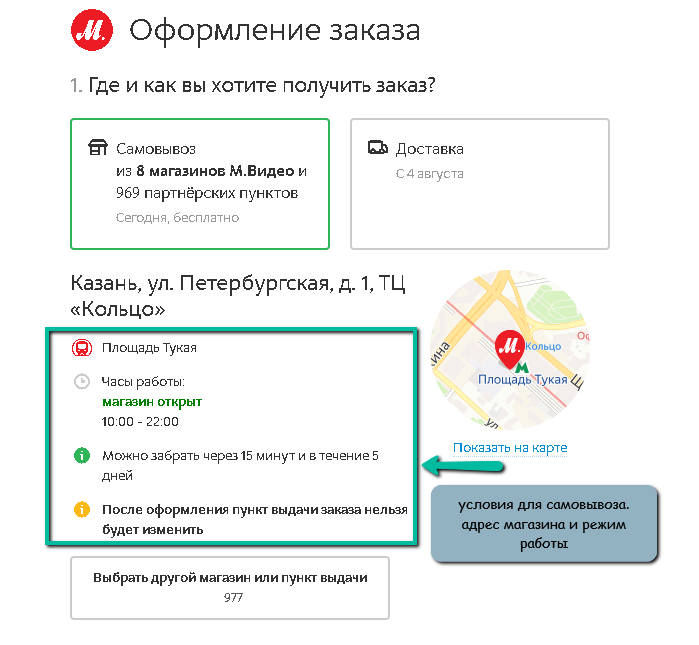 М. Оформление заказа
1. Где и как вы хотите получить заказ?
Самовывоз
из 8 магазинов М.Видео и
969 партнёрских пунктов
Сегодня, бесплатно
Доставка
С 4 августа
Казань, ул. Петербургская, д. 1, ТЦ
«Кольцо»
Площадь Тукая
Часы работы:
магазин открыт
10:00 - 22:00
Можно забрать через 15 минут и в течение 5
дней
После оформления пункт выдачи заказа нельзя
будет изменить
М.
Кольцо
М
Площадь Тукая
ул
Показать на карте
условия для самовывоза.
адрес магазина и режим
работы
Выбрать другой магазин или пункт выдачи
977